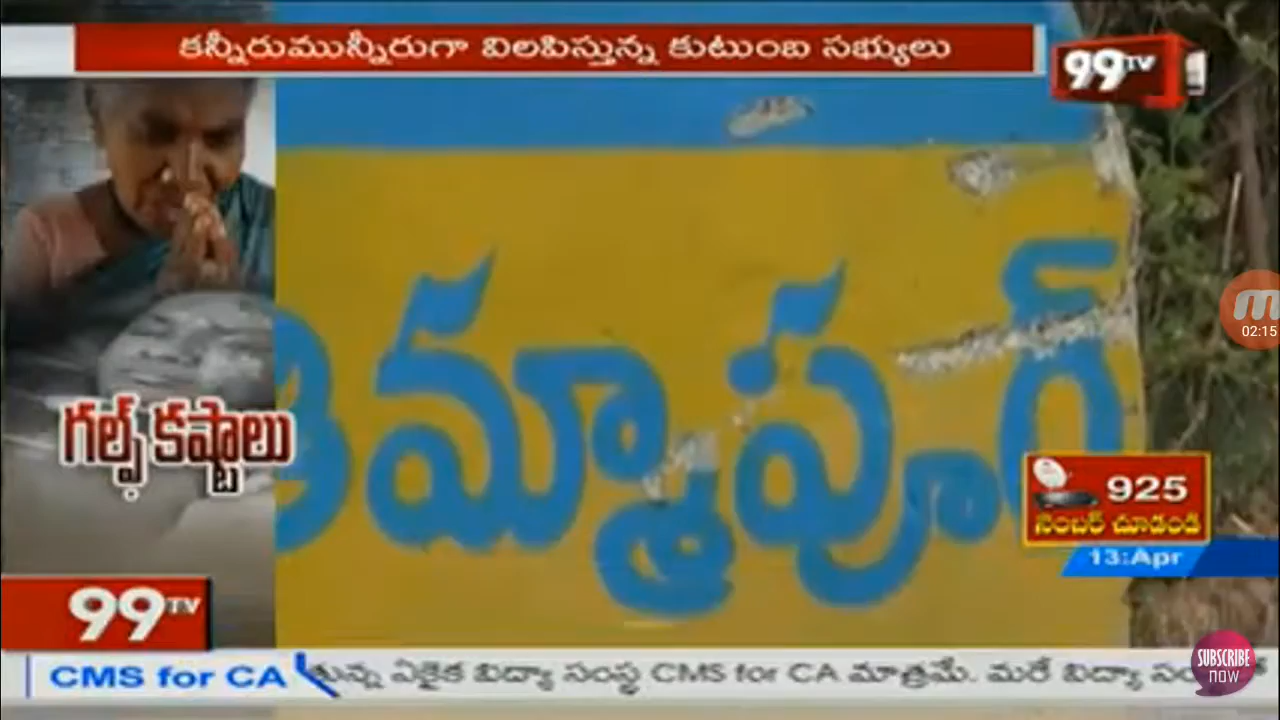 కన్నీరుమున్నీరుగా విలపిస్తున్న కుటుంబ సభ్యులు
99TV
తిమ్మాపూర్
02:15
గల్ఫ్ కష్టాలు
925
నెంబర్ చూడండి
13:Apr
99TV
CMS for CA
తున్న ఏకైక విద్యా సంస్థ CMS for CA మాత్రమే. మరే విద్యా
SUBSCRIBE
NOW